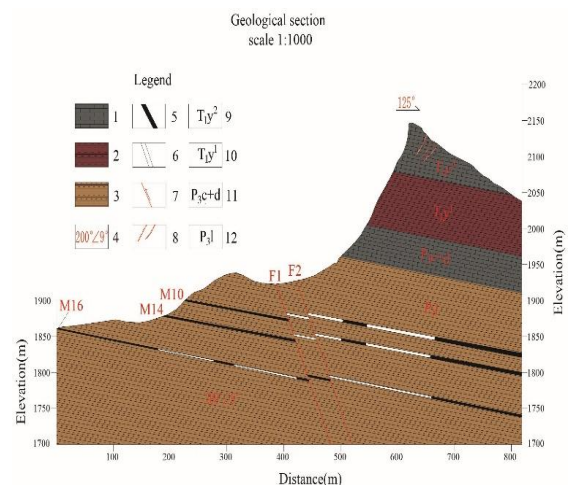 Geological section
scale 1:1000
Legend
1 5 T₁y² 9
2 6 T₁y¹ 10
3 7 P₃c+d 11
200°∠9° 4 8 P₃l 12
125°
2200
2150
2100
2050
2000
1950
1900
1850
1800
1750
1700
Elevation(m)
1900
1850
1800
1750
1700
Elevation(m)
M16
M14
M10
F1
F2
100 200 300 400 500 600 700 800
Distance(m)